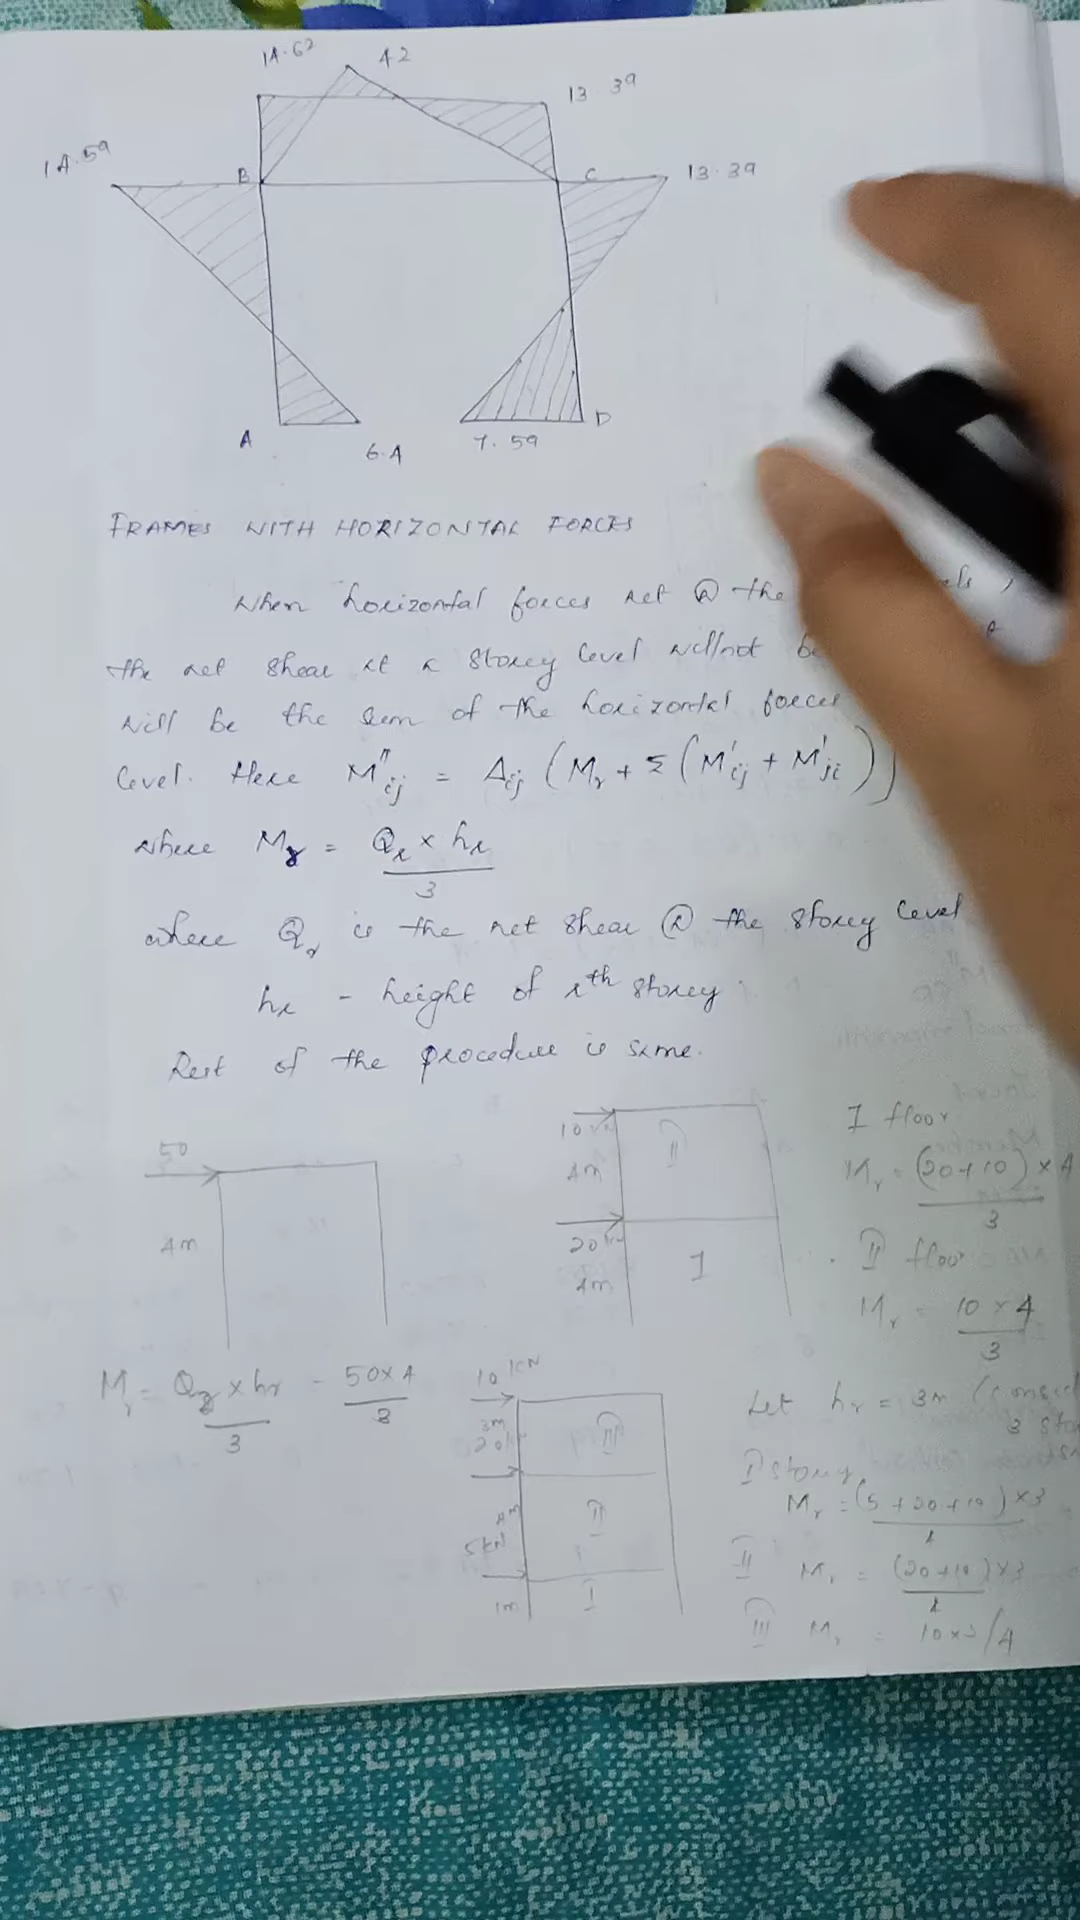 14.62
42
13.39
14.59
B
C
13.39
A
6.4
7.59
D
FRAMES WITH HORIZONTAL FORCES
When horizontal forces act @ the
the net shear at a storey level will not be
will be the sum of the horizontal forces
level. Here M''ij = Aij (Mr + Σ (M'ij + M'ji))
where Mr = Qr × hr / 3
where Qr is the net shear @ the storey level
hr - height of rth storey
Rest of the procedure is same.
50
4m
10 kN
4m
II
20 kN
4m
I
I floor
Mr = (20+10) × 4 / 3
II floor
Mr = 10 × 4 / 3
Mr = Qr × hr / 3 = 50×4 / 3
10 kN
3m
III
II
5kN
1m
I
Let hr = 3m
3
I storey
Mr = (5+20+10)×3 / 4
II Mr = (20+10)×3 / 4
III Mr = 10×3/4